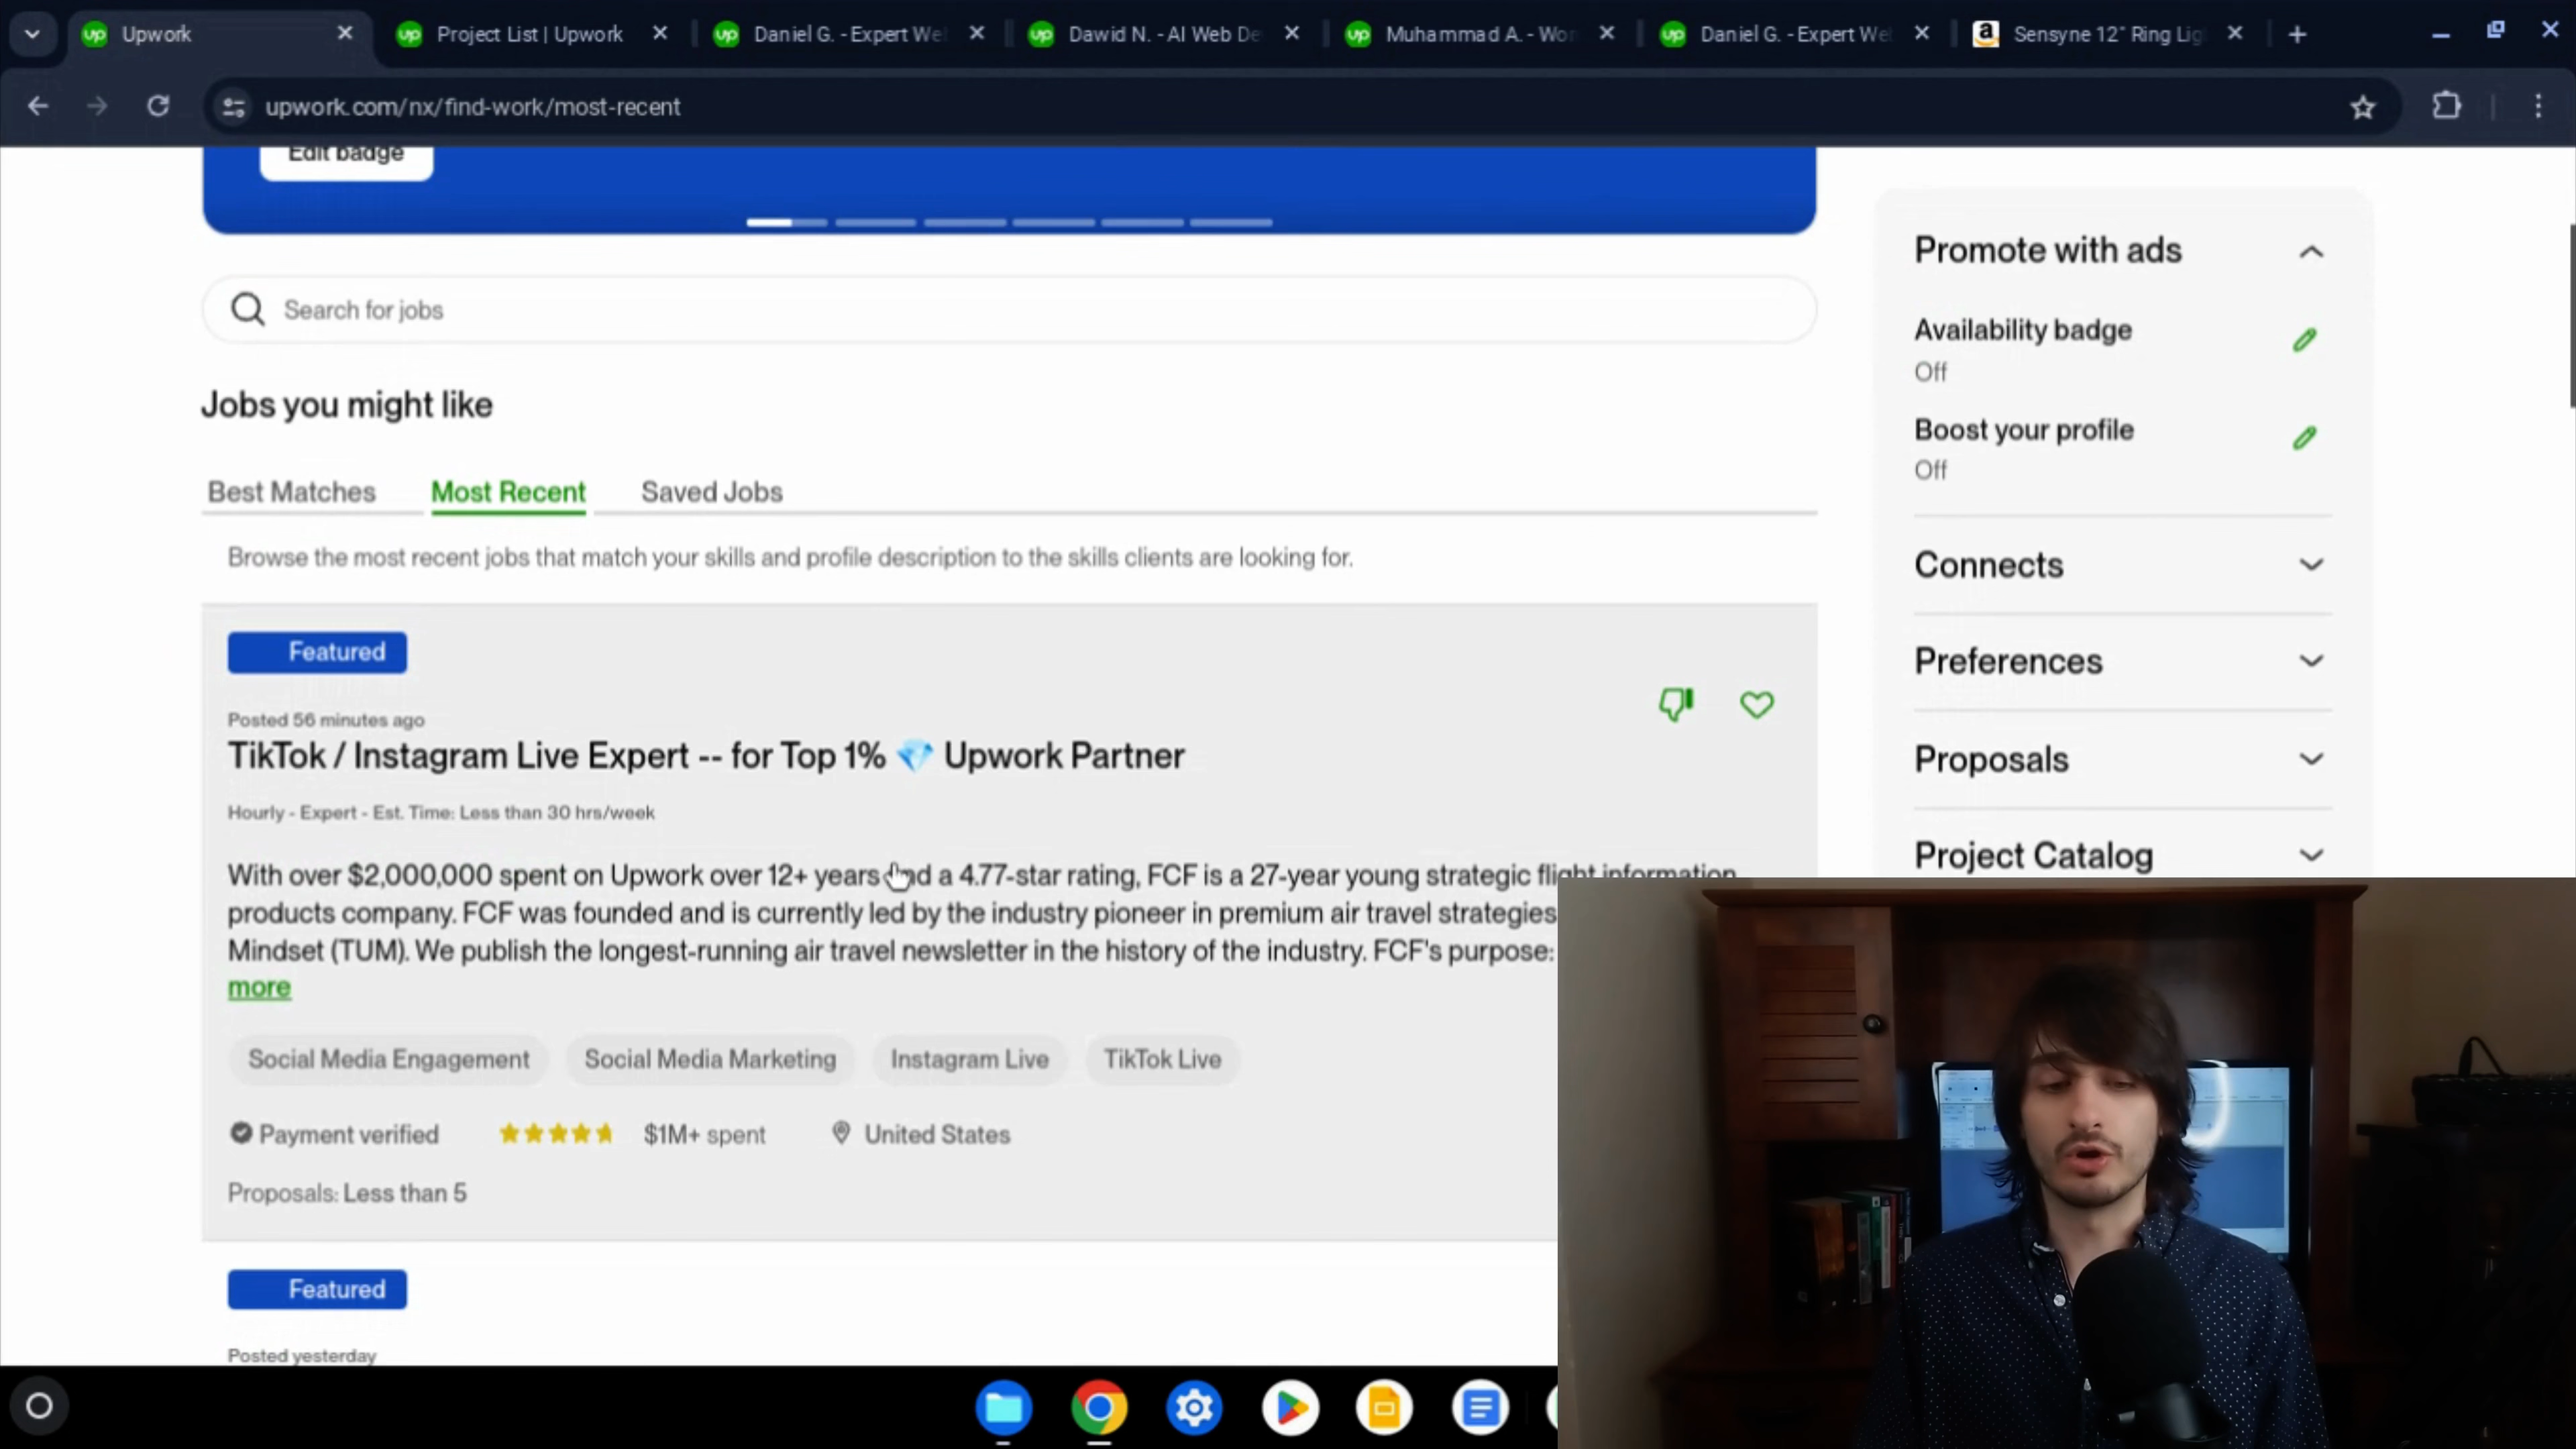 Upwork
Project List | Upwork
Daniel G. - Expert We
Dawid N. - AI Web De
Muhammad A. - Wor
Daniel G. - Expert We
Sensyne 12" Ring Lig
upwork.com/nx/find-work/most-recent
Edit badge
Search for jobs
Jobs you might like
Best Matches Most Recent Saved Jobs
Browse the most recent jobs that match your skills and profile description to the skills clients are looking for.
Featured
Posted 56 minutes ago
TikTok / Instagram Live Expert -- for Top 1% 💎 Upwork Partner
Hourly - Expert - Est. Time: Less than 30 hrs/week
With over $2,000,000 spent on Upwork over 12+ years and a 4.77-star rating, FCF is a 27-year young strategic flight information
products company. FCF was founded and is currently led by the industry pioneer in premium air travel strategies
Mindset (TUM). We publish the longest-running air travel newsletter in the history of the industry. FCF's purpose:
more
Social Media Engagement Social Media Marketing Instagram Live TikTok Live
Payment verified $1M+ spent United States
Proposals: Less than 5
Featured
Posted yesterday
Promote with ads
Availability badge
Off
Boost your profile
Off
Connects
Preferences
Proposals
Project Catalog